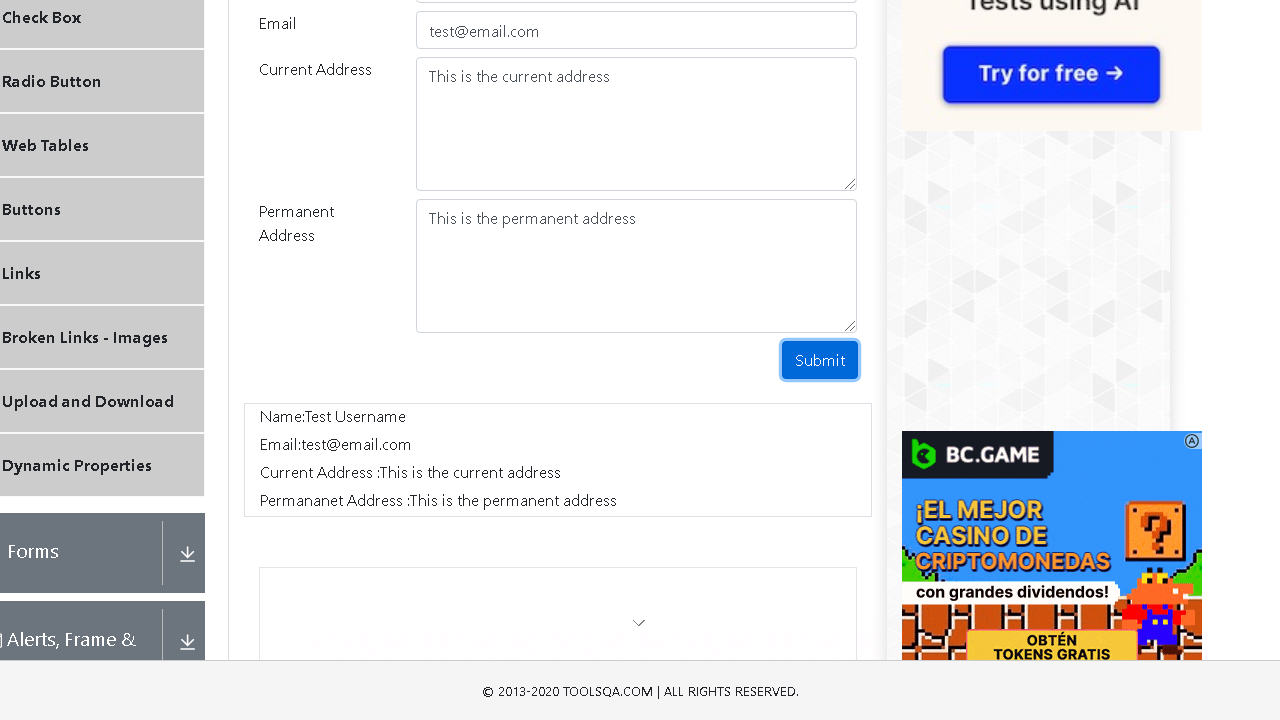 Check Box
Radio Button
Web Tables
Buttons
Links
Broken Links - Images
Upload and Download
Dynamic Properties
Forms
Alerts, Frame &
Email
test@email.com
Current Address
This is the current address
Permanent
Address
This is the permanent address
Submit
Name:Test Username
Email:test@email.com
Current Address :This is the current address
Permananet Address :This is the permanent address
Tests using AI
Try for free →
BC.GAME
¡EL MEJOR
CASINO DE
CRIPTOMONEDAS
con grandes dividendos!
OBTÉN
TOKENS GRATIS
© 2013-2020 TOOLSQA.COM | ALL RIGHTS RESERVED.